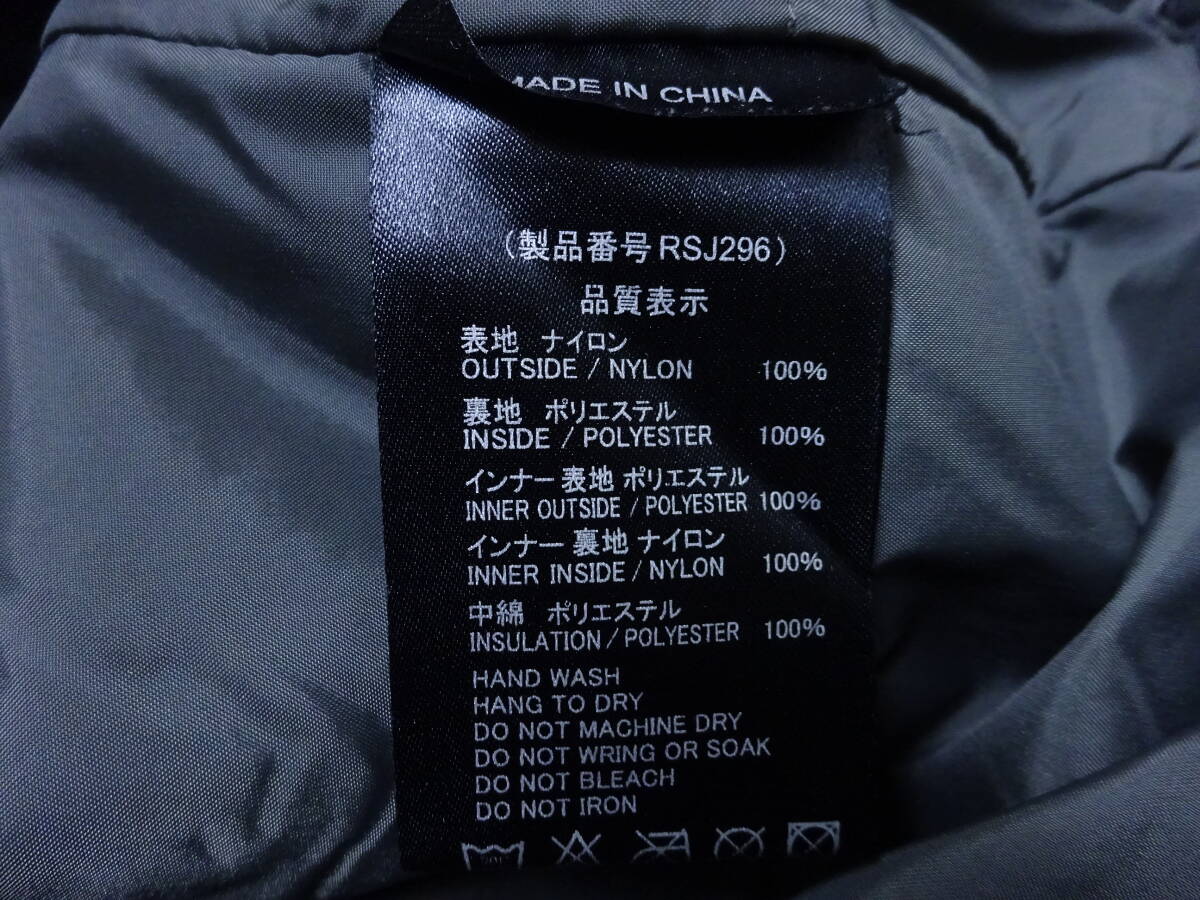 MADE IN CHINA
（製品番号RSJ296）
品質表示
表地 ナイロン
OUTSIDE / NYLON 100%
裏地 ポリエステル
INSIDE / POLYESTER 100%
インナー 表地 ポリエステル
INNER OUTSIDE / POLYESTER 100%
インナー 裏地 ナイロン
INNER INSIDE / NYLON 100%
中綿 ポリエステル
INSULATION / POLYESTER 100%
HAND WASH
HANG TO DRY
DO NOT MACHINE DRY
DO NOT WRING OR SOAK
DO NOT BLEACH
DO NOT IRON